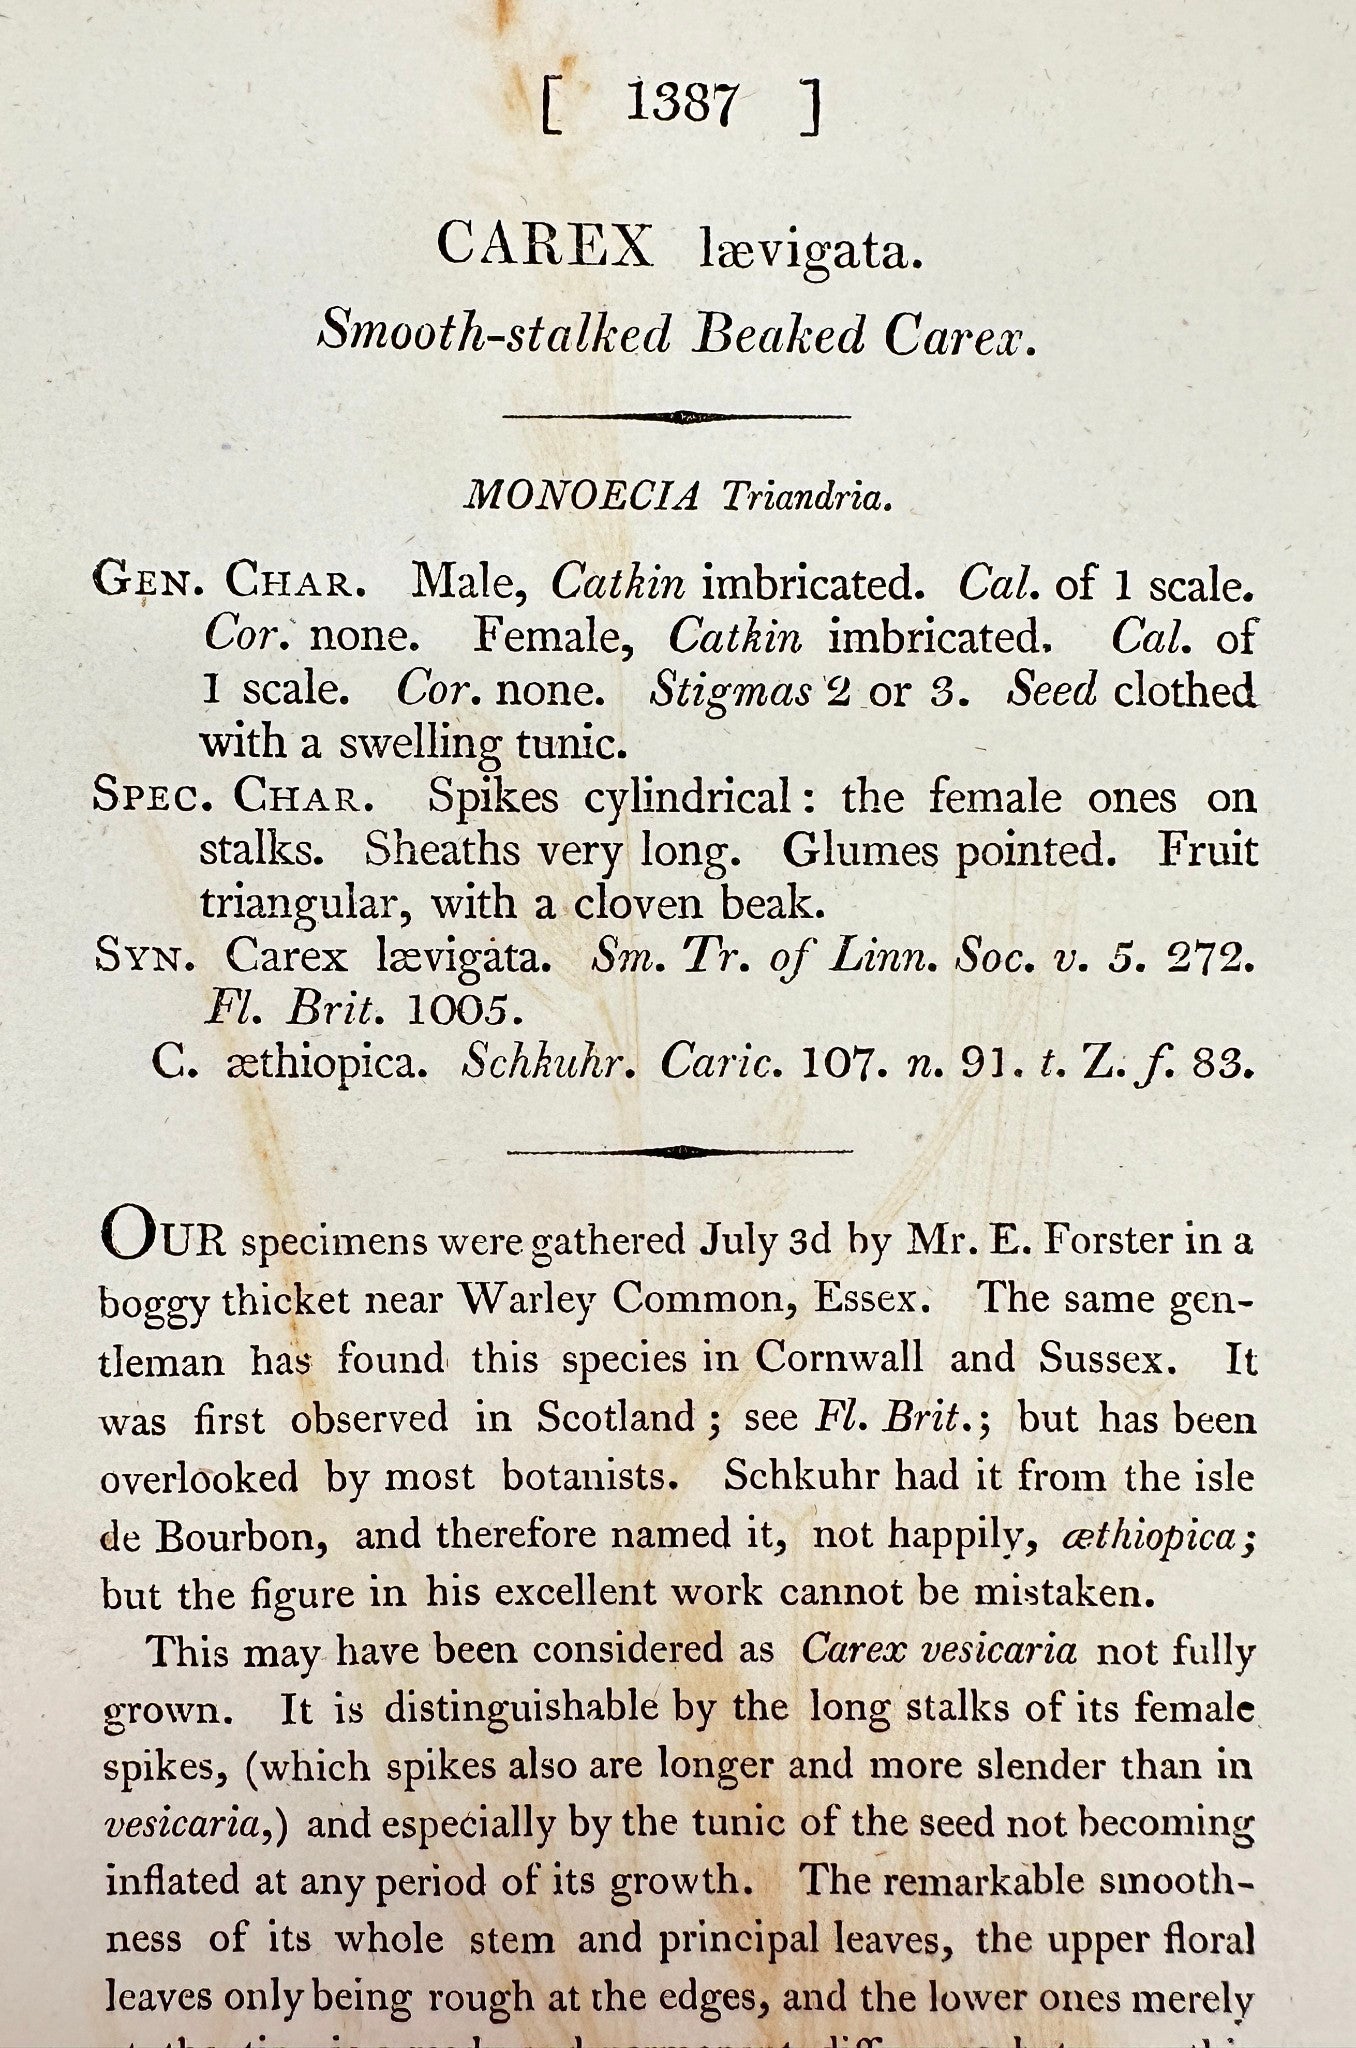 [ 1387 ]
CAREX lævigata.
Smooth-stalked Beaked Carex.
MONOECIA Triandria.
GEN. CHAR. Male, Catkin imbricated. Cal. of 1 scale.
Cor. none. Female, Catkin imbricated. Cal. of
1 scale. Cor. none. Stigmas 2 or 3. Seed clothed
with a swelling tunic.
SPEC. CHAR. Spikes cylindrical: the female ones on
stalks. Sheaths very long. Glumes pointed. Fruit
triangular, with a cloven beak.
SYN. Carex lævigata. Sm. Tr. of Linn. Soc. v. 5. 272.
Fl. Brit. 1005.
C. æthiopica. Schkuhr. Caric. 107. n. 91. t. Z. f. 83.
OUR specimens were gathered July 3d by Mr. E. Forster in a
boggy thicket near Warley Common, Essex. The same gen-
tleman has found this species in Cornwall and Sussex. It
was first observed in Scotland; see Fl. Brit.; but has been
overlooked by most botanists. Schkuhr had it from the isle
de Bourbon, and therefore named it, not happily, æthiopica;
but the figure in his excellent work cannot be mistaken.
This may have been considered as Carex vesicaria not fully
grown. It is distinguishable by the long stalks of its female
spikes, (which spikes also are longer and more slender than in
vesicaria,) and especially by the tunic of the seed not becoming
inflated at any period of its growth. The remarkable smooth-
ness of its whole stem and principal leaves, the upper floral
leaves only being rough at the edges, and the lower ones merely